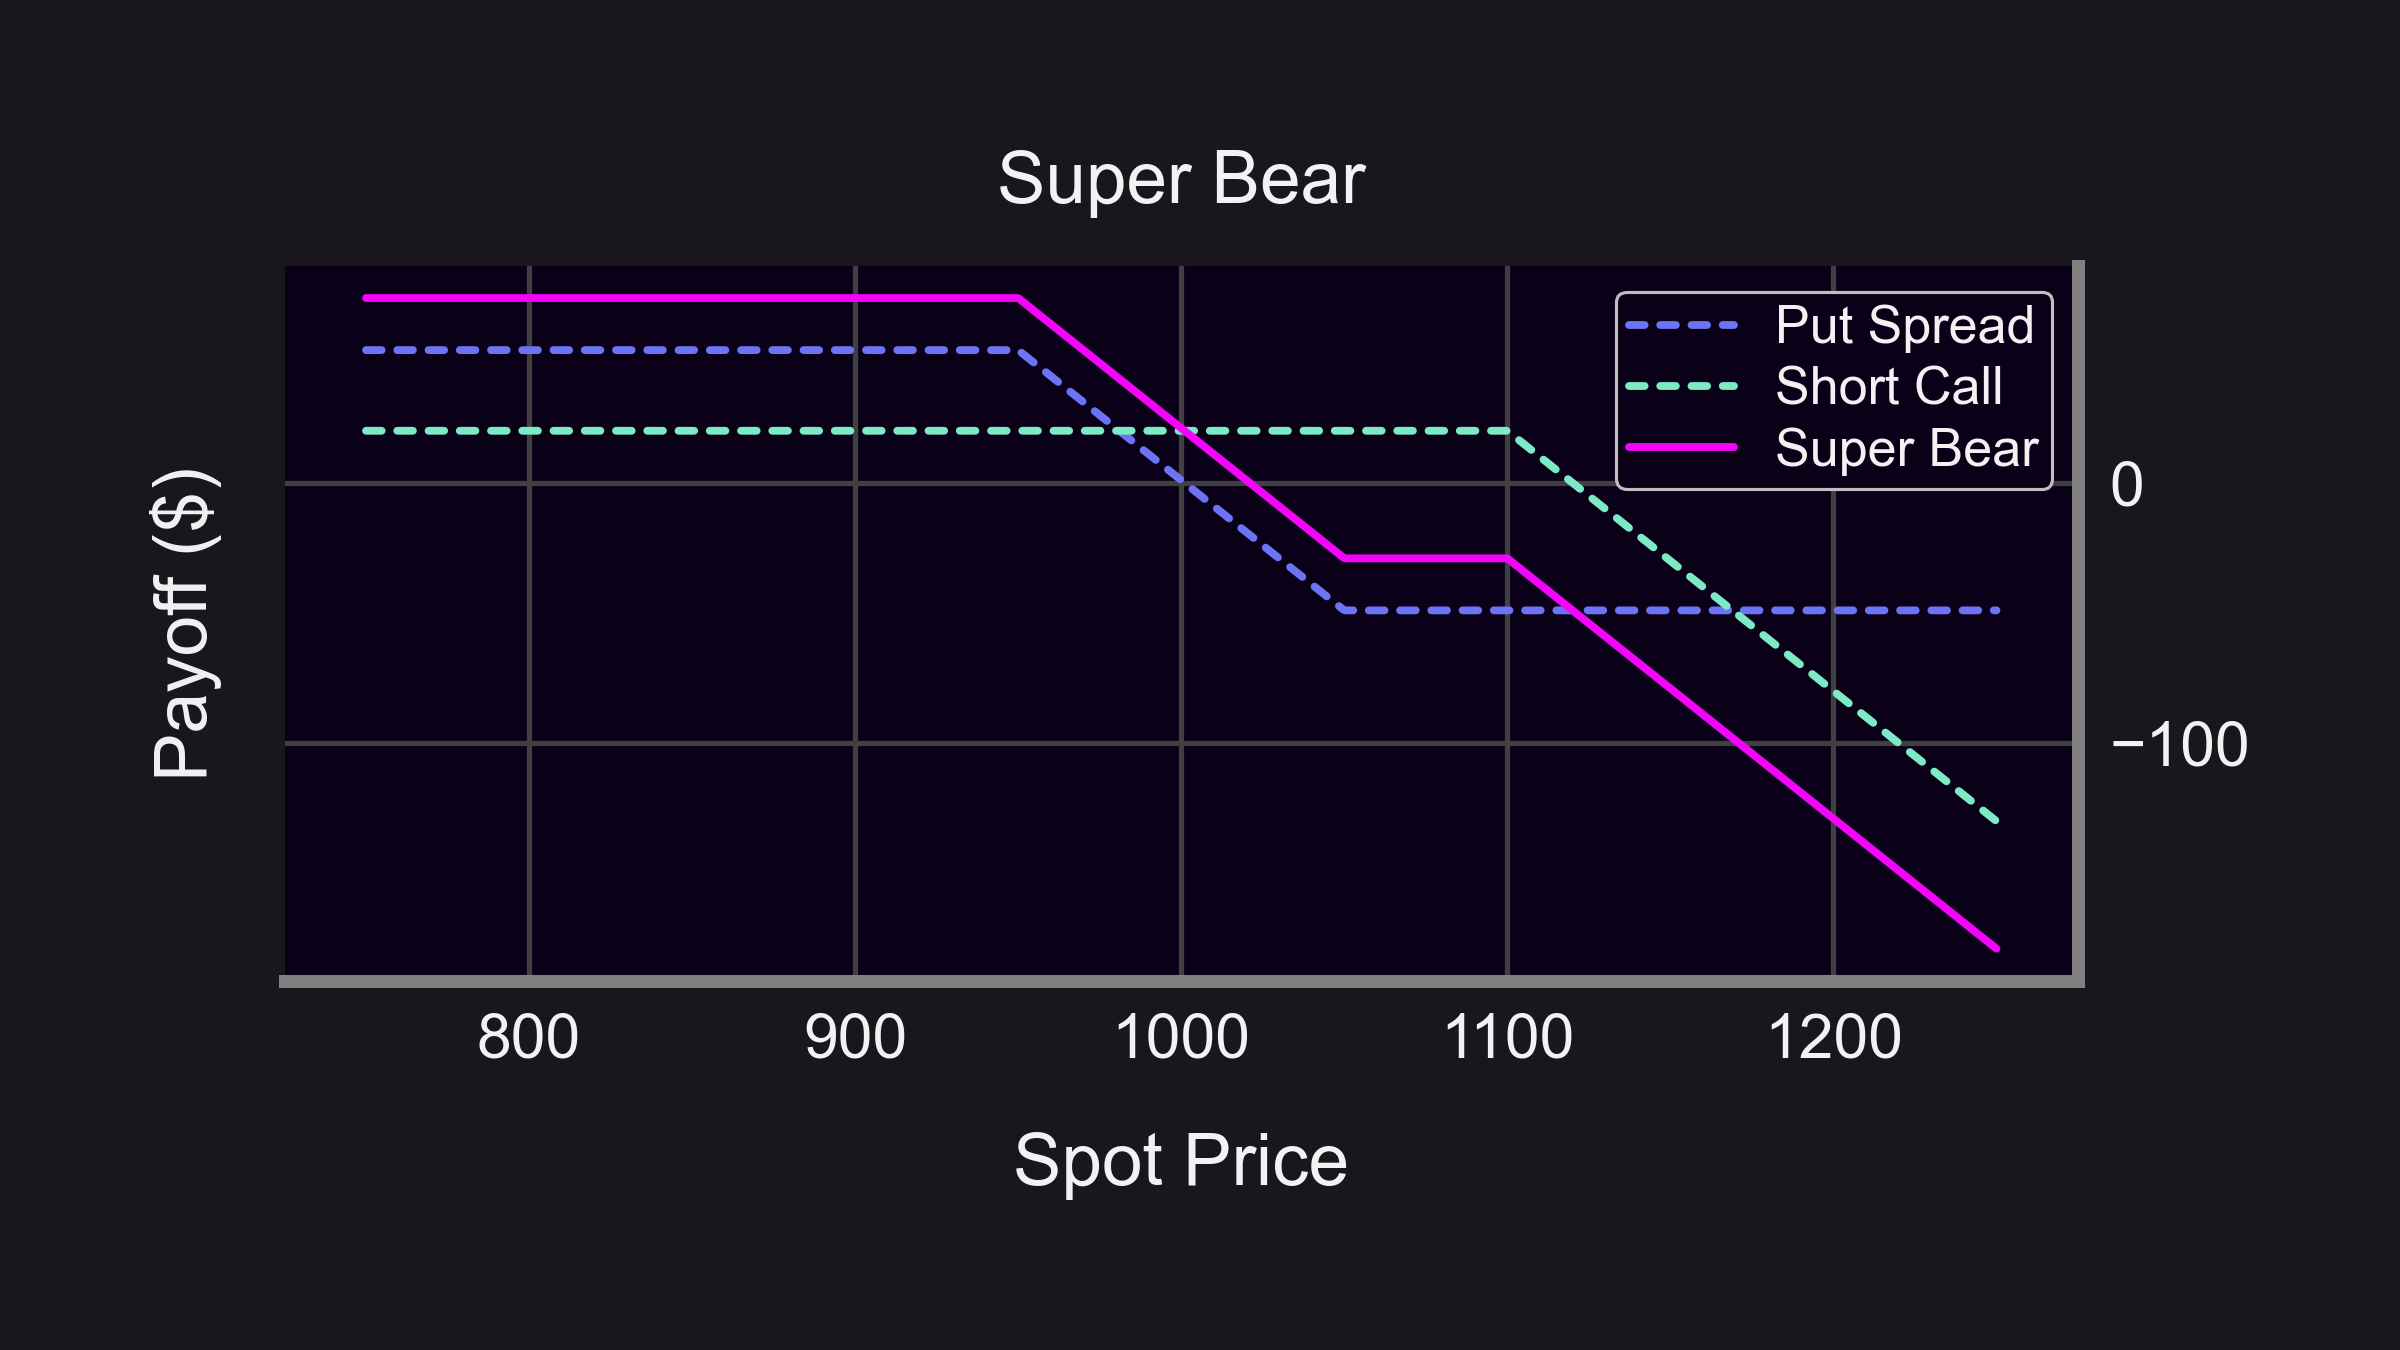 Super Bear
Put Spread
Short Call
Super Bear
Payoff ($)
0
−100
800 900 1000 1100 1200
Spot Price